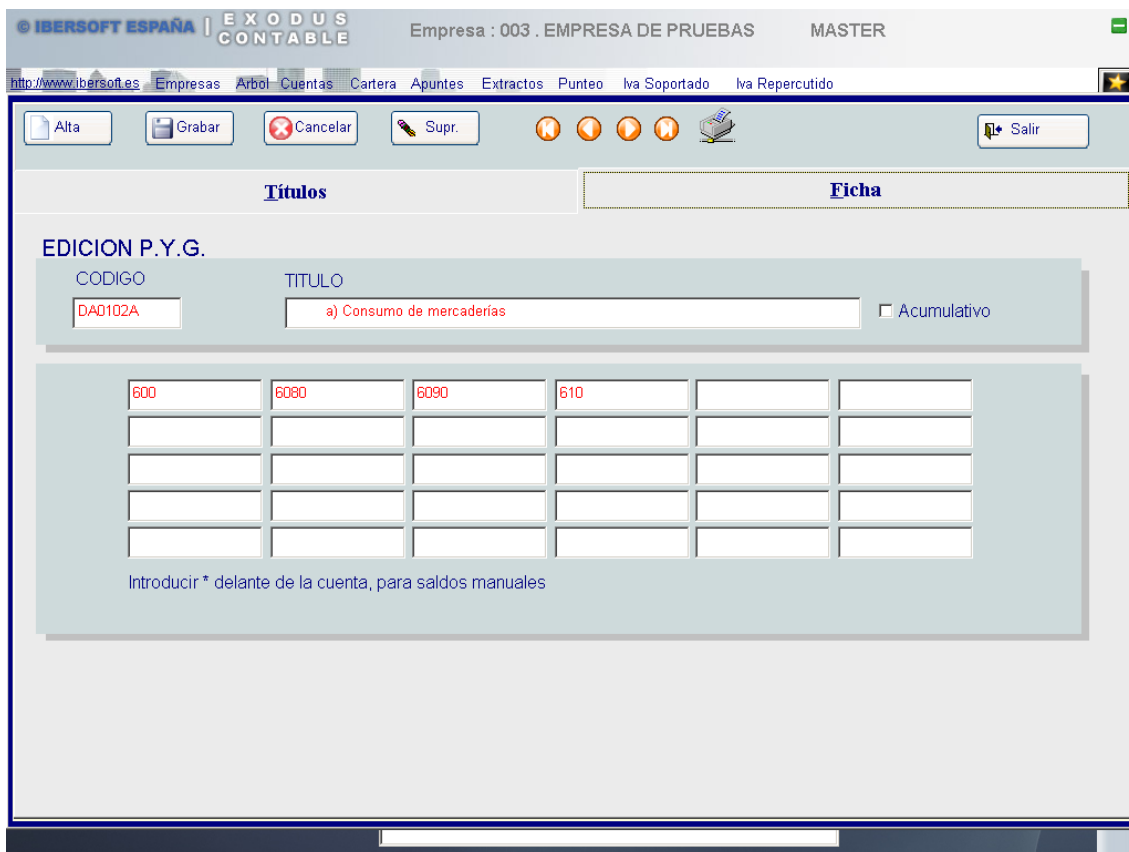 © IBERSOFT ESPAÑA | EXODUS CONTABLE Empresa : 003 . EMPRESA DE PRUEBAS MASTER
http://www.ibersoft.es Empresas Arbol Cuentas Cartera Apuntes Extractos Punteo Iva Soportado Iva Repercutido
Alta Grabar Cancelar Supr. Salir
Títulos Ficha
EDICION P.Y.G.
CODIGO TITULO
DA0102A a) Consumo de mercaderías Acumulativo
600 6080 6090 610
Introducir * delante de la cuenta, para saldos manuales